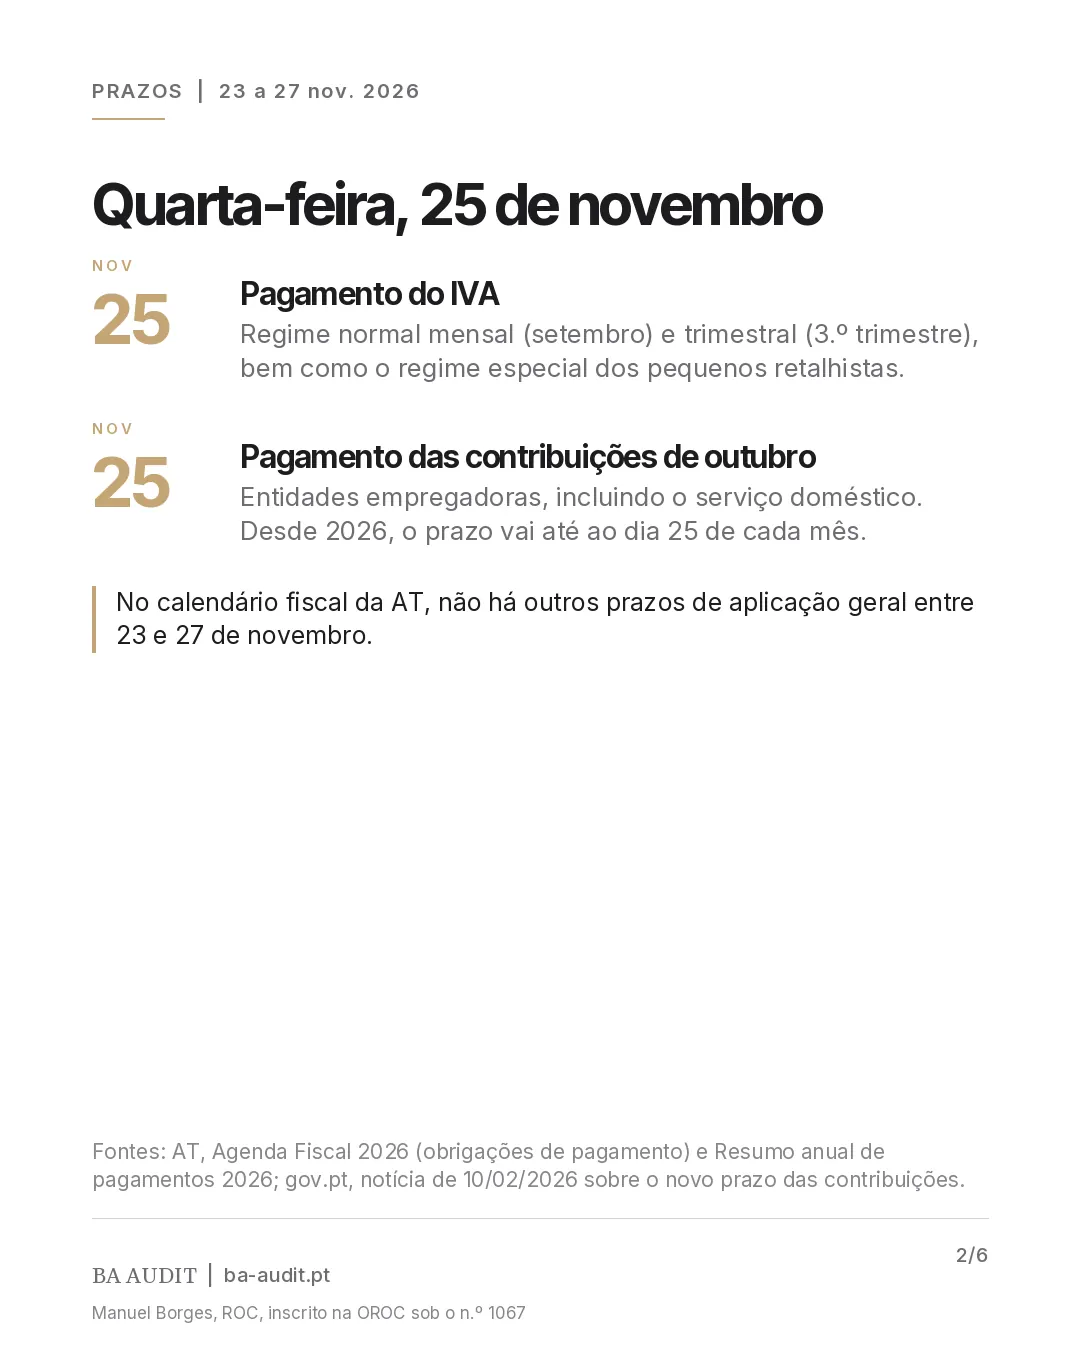 PRAZOS | 23 a 27 nov. 2026
Quarta-feira, 25 de novembro
NOV
25
Pagamento do IVA
Regime normal mensal (setembro) e trimestral (3.º trimestre),
bem como o regime especial dos pequenos retalhistas.
NOV
25
Pagamento das contribuições de outubro
Entidades empregadoras, incluindo o serviço doméstico.
Desde 2026, o prazo vai até ao dia 25 de cada mês.
No calendário fiscal da AT, não há outros prazos de aplicação geral entre
23 e 27 de novembro.
Fontes: AT, Agenda Fiscal 2026 (obrigações de pagamento) e Resumo anual de
pagamentos 2026; gov.pt, notícia de 10/02/2026 sobre o novo prazo das contribuições.
2/6
BA AUDIT | ba-audit.pt
Manuel Borges, ROC, inscrito na OROC sob o n.º 1067